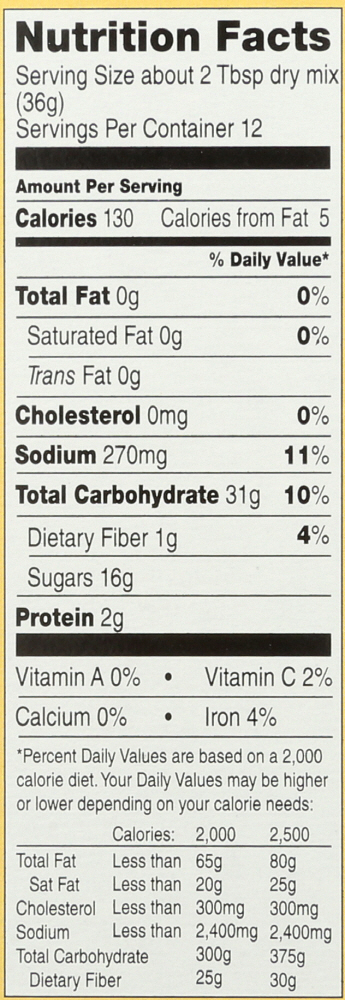 Nutrition Facts
Serving Size about 2 Tbsp dry mix
(36g)
Servings Per Container 12
Amount Per Serving
Calories 130 Calories from Fat 5
% Daily Value*
Total Fat 0g 0%
Saturated Fat 0g 0%
Trans Fat 0g
Cholesterol 0mg 0%
Sodium 270mg 11%
Total Carbohydrate 31g 10%
Dietary Fiber 1g 4%
Sugars 16g
Protein 2g
Vitamin A 0% • Vitamin C 2%
Calcium 0% • Iron 4%
*Percent Daily Values are based on a 2,000
calorie diet. Your Daily Values may be higher
or lower depending on your calorie needs:
Calories: 2,000 2,500
Total Fat Less than 65g 80g
Sat Fat Less than 20g 25g
Cholesterol Less than 300mg 300mg
Sodium Less than 2,400mg 2,400mg
Total Carbohydrate 300g 375g
Dietary Fiber 25g 30g